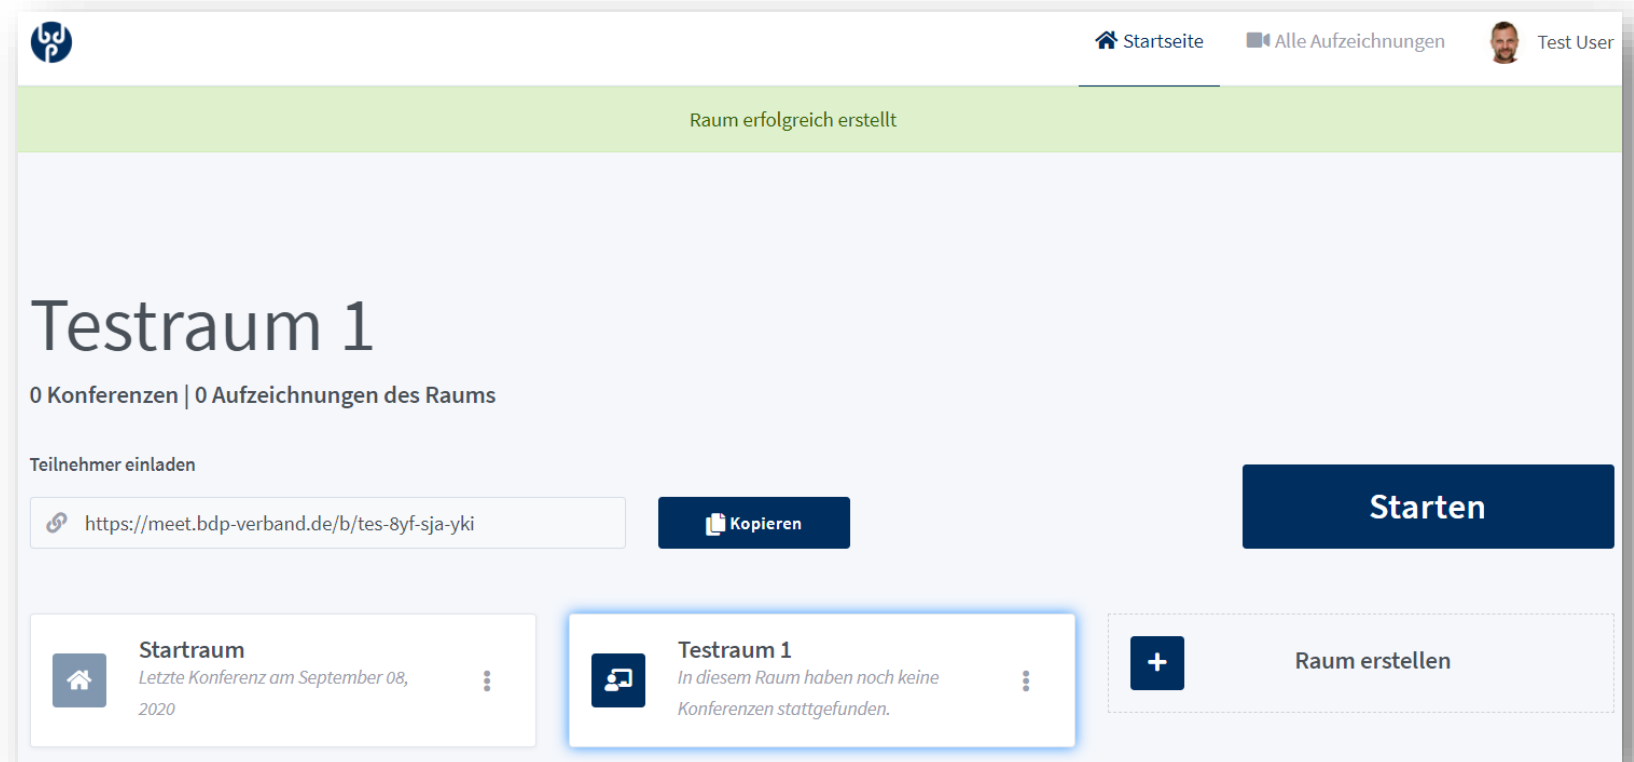 bdp
Startseite
Alle Aufzeichnungen
Test User
Raum erfolgreich erstellt
Testraum 1
0 Konferenzen | 0 Aufzeichnungen des Raums
Teilnehmer einladen
https://meet.bdp-verband.de/b/tes-8yf-sja-yki
Kopieren
Starten
Startraum
Letzte Konferenz am September 08,
2020
Testraum 1
In diesem Raum haben noch keine
Konferenzen stattgefunden.
Raum erstellen